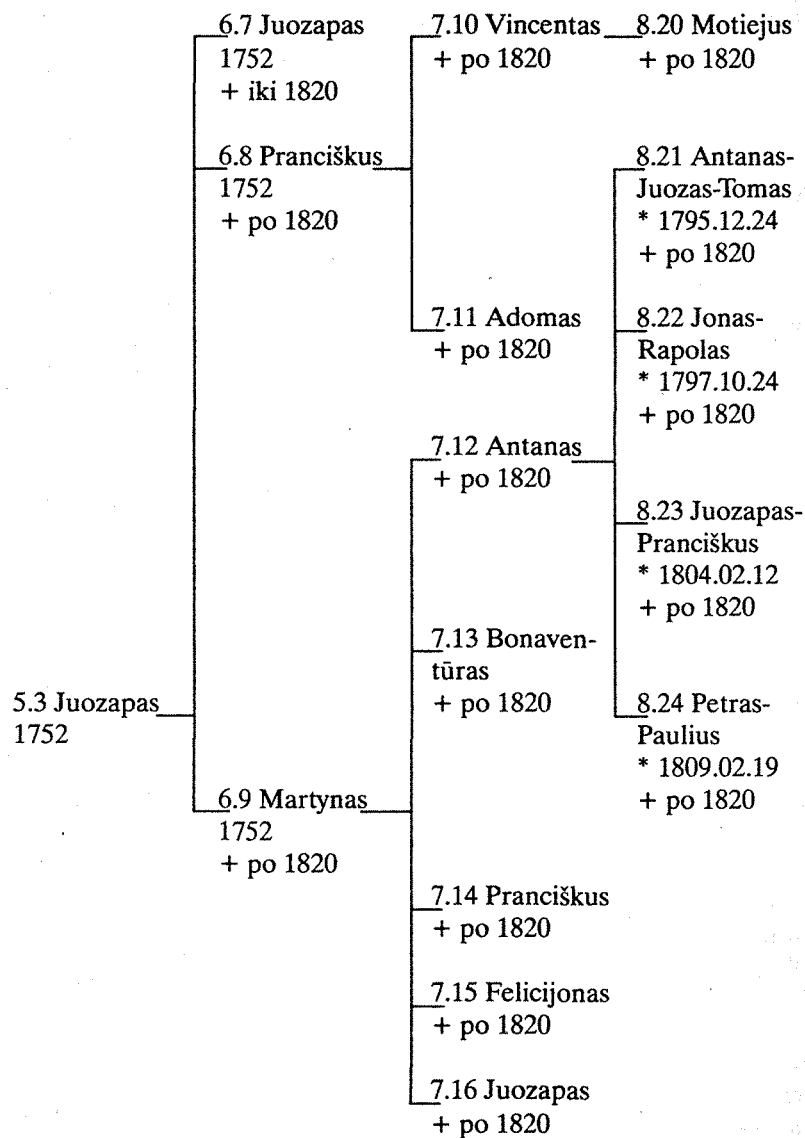 6.7 Juozapas
1752
+ iki 1820
7.10 Vincentas
+ po 1820
8.20 Motiejus
+ po 1820
6.8 Pranciškus
1752
+ po 1820
8.21 Antanas-
Juozas-Tomas
* 1795.12.24
+ po 1820
7.11 Adomas
+ po 1820
8.22 Jonas-
Rapolas
* 1797.10.24
+ po 1820
7.12 Antanas
+ po 1820
8.23 Juozapas-
Pranciškus
* 1804.02.12
+ po 1820
7.13 Bonaven-
tūras
+ po 1820
5.3 Juozapas
1752
8.24 Petras-
Paulius
* 1809.02.19
+ po 1820
6.9 Martynas
1752
+ po 1820
7.14 Pranciškus
+ po 1820
7.15 Felicijonas
+ po 1820
7.16 Juozapas
+ po 1820